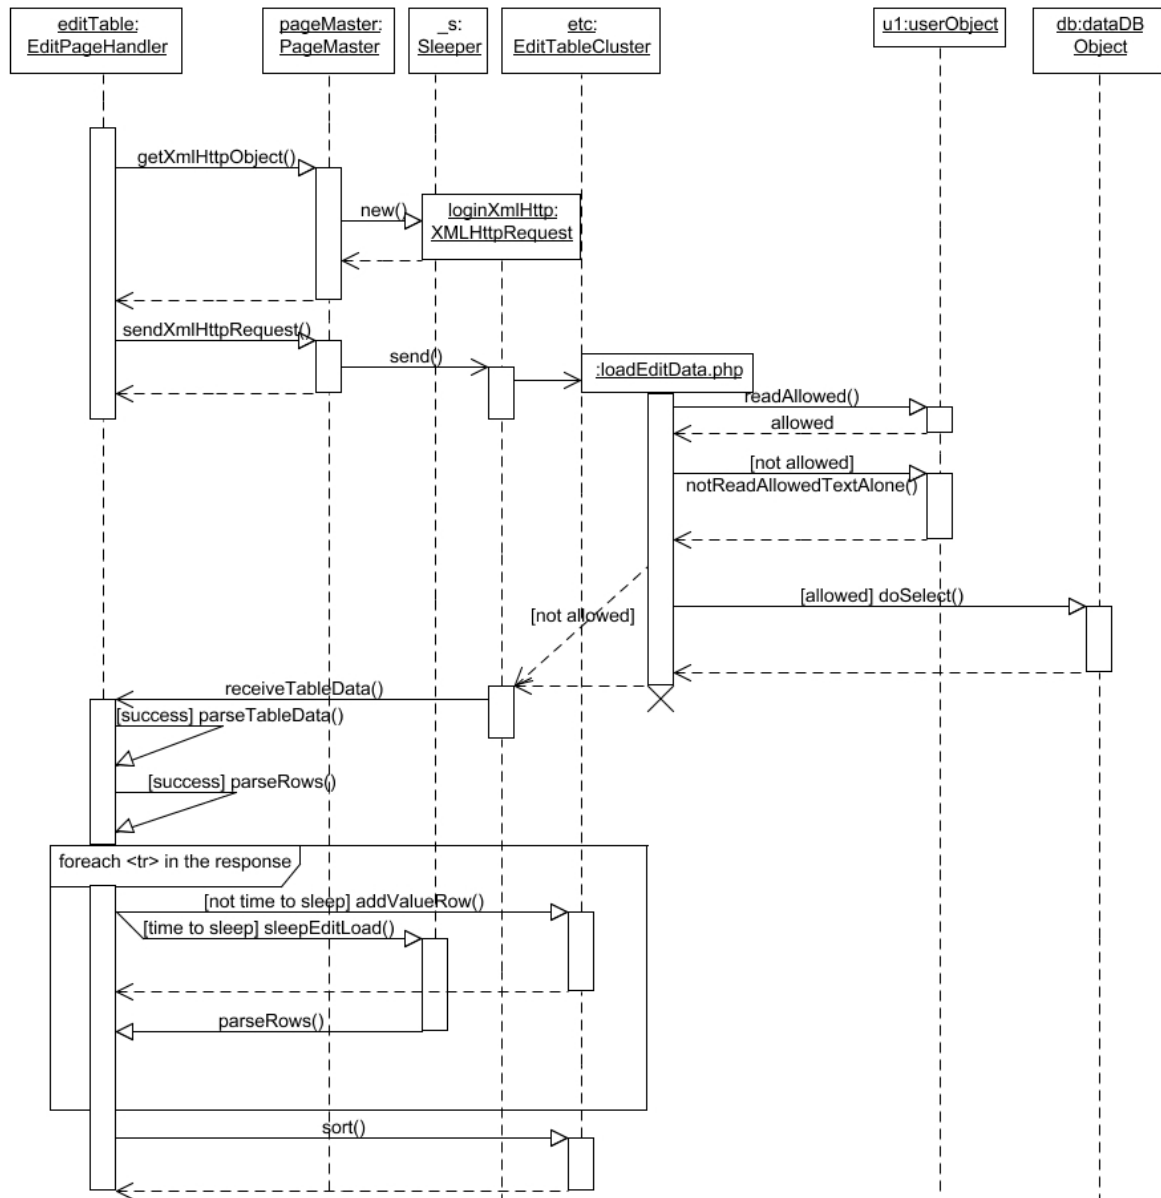 editTable:
EditPageHandler
pageMaster:
PageMaster
_s:
Sleeper
etc:
EditTableCluster
u1:userObject
db:dataDB
Object
getXmlHttpObject()
new()
loginXmlHttp:
XMLHttpRequest
sendXmlHttpRequest()
send()
:loadEditData.php
readAllowed()
allowed
[not allowed]
notReadAllowedTextAlone()
[allowed] doSelect()
[not allowed]
receiveTableData()
[success] parseTableData()
[success] parseRows()
foreach <tr> in the response
[not time to sleep] addValueRow()
[time to sleep] sleepEditLoad()
parseRows()
sort()